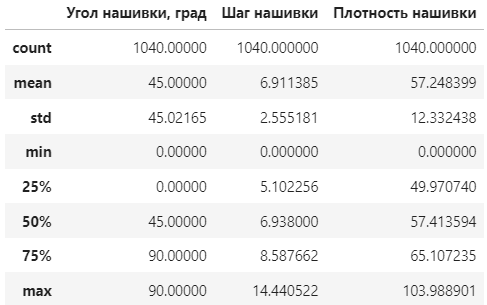 Угол нашивки, град Шаг нашивки Плотность нашивки
count 1040.00000 1040.000000 1040.000000
mean 45.00000 6.911385 57.248399
std 45.02165 2.555181 12.332438
min 0.00000 0.000000 0.000000
25% 0.00000 5.102256 49.970740
50% 45.00000 6.938000 57.413594
75% 90.00000 8.587662 65.107235
max 90.00000 14.440522 103.988901